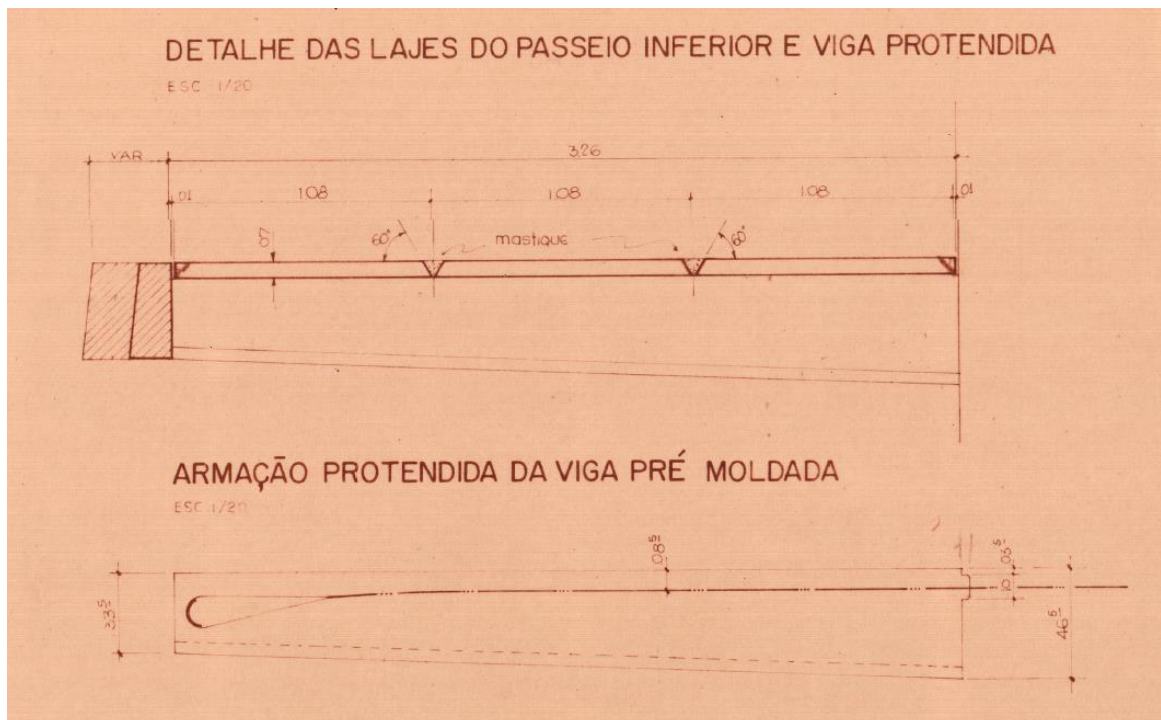 DETALHE DAS LAJES DO PASSEIO INFERIOR E VIGA PROTENDIDA
ESC 1/20
VAR
3.26
01 1.08 1.08 1.08 01
07 60° mastique 60°
ARMAÇÃO PROTENDIDA DA VIGA PRÉ MOLDADA
ESC 1/20
.08⁵ .03⁵
33⁵ 10 46⁵